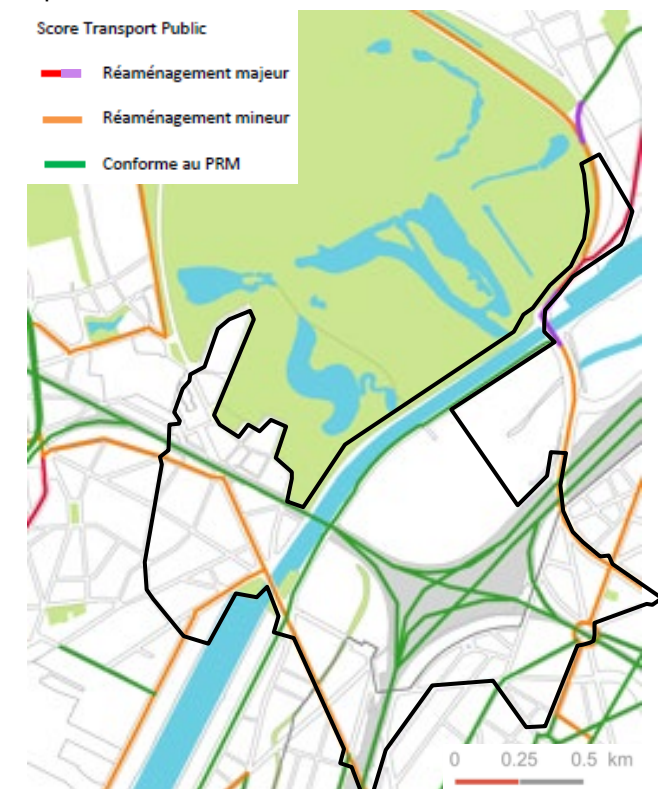 Score Transport Public
Réaménagement majeur
Réaménagement mineur
Conforme au PRM
0 0.25 0.5 km